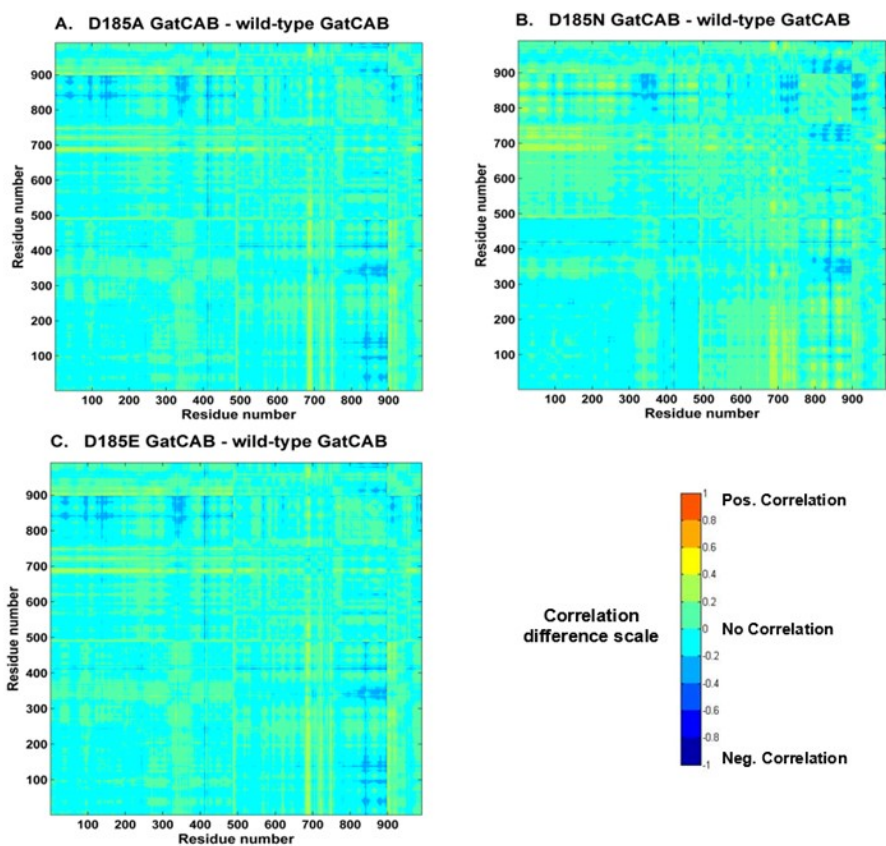 A. D185A GatCAB - wild-type GatCAB
Residue number
900
800
700
600
500
400
300
200
100
100 200 300 400 500 600 700 800 900
Residue number
B. D185N GatCAB - wild-type GatCAB
Residue number
900
800
700
600
500
400
300
200
100
100 200 300 400 500 600 700 800 900
Residue number
C. D185E GatCAB - wild-type GatCAB
Residue number
900
800
700
600
500
400
300
200
100
100 200 300 400 500 600 700 800 900
Residue number
Correlation
difference scale
1
0.8
0.6
0.4
0.2
0
-0.2
-0.4
-0.6
-0.8
-1
Pos. Correlation
No Correlation
Neg. Correlation